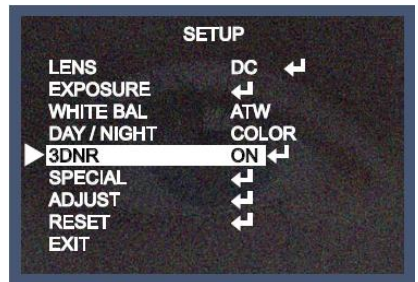 SETUP
LENS DC ↲
EXPOSURE ↲
WHITE BAL ATW
DAY / NIGHT COLOR
3DNR ON ↲
SPECIAL ↲
ADJUST ↲
RESET ↲
EXIT